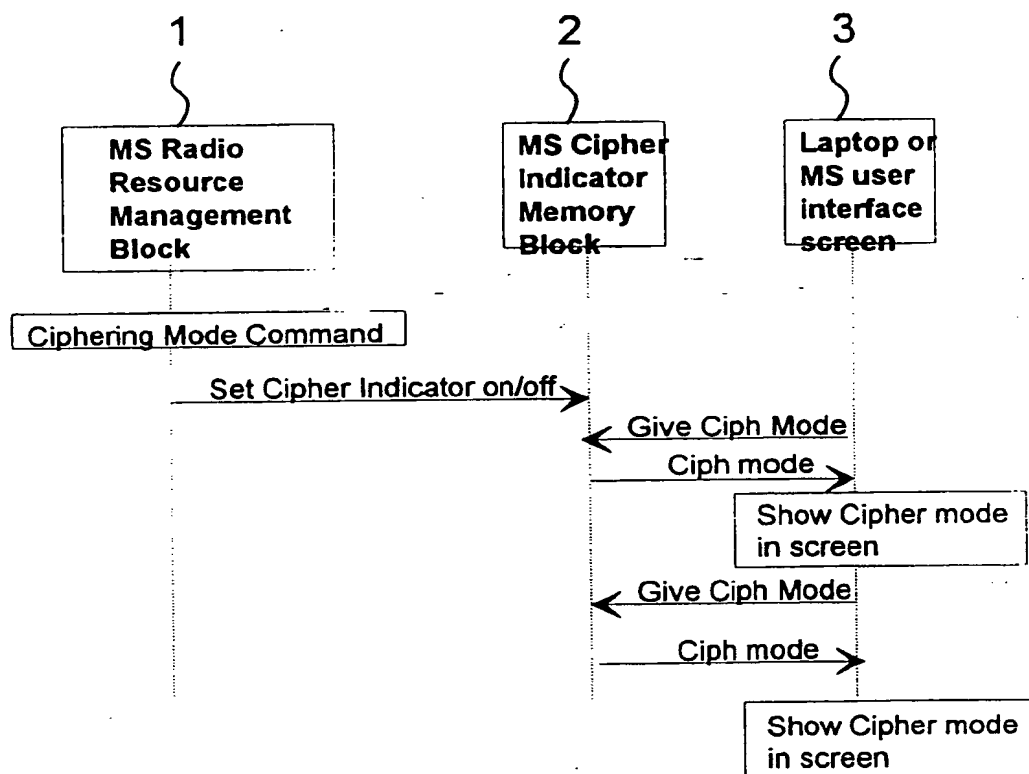 1
2
3
MS Radio
Resource
Management
Block
MS Cipher
Indicator
Memory
Block
Laptop or
MS user
interface
screen
Ciphering Mode Command
Set Cipher Indicator on/off
Give Ciph Mode
Ciph mode
Show Cipher mode
in screen
Give Ciph Mode
Ciph mode
Show Cipher mode
in screen